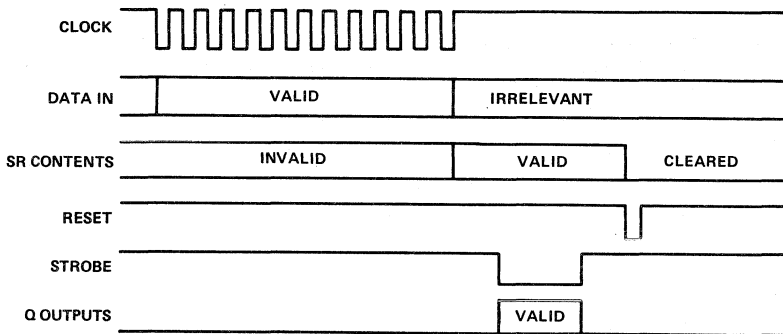 CLOCK
DATA IN VALID IRRELEVANT
SR CONTENTS INVALID VALID CLEARED
RESET
STROBE
Q OUTPUTS VALID